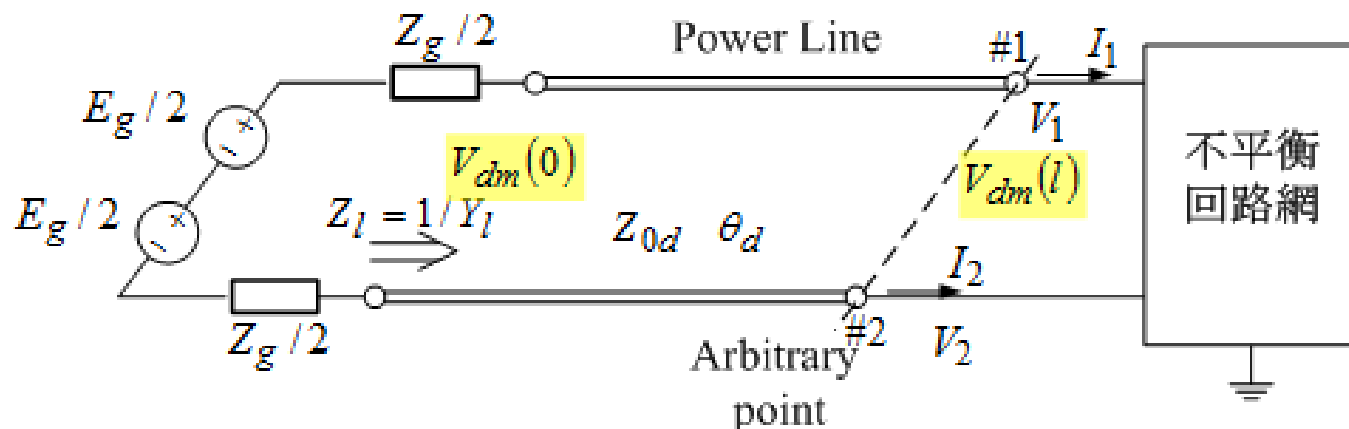 Z_g / 2
Power Line
#1
I_1
E_g / 2
V_1
V_dm(0)
V_dm(l)
不平衡
回路網
E_g / 2
Z_l = 1/Y_l
Z_0d
θ_d
I_2
Z_g / 2
#2
V_2
Arbitrary
point